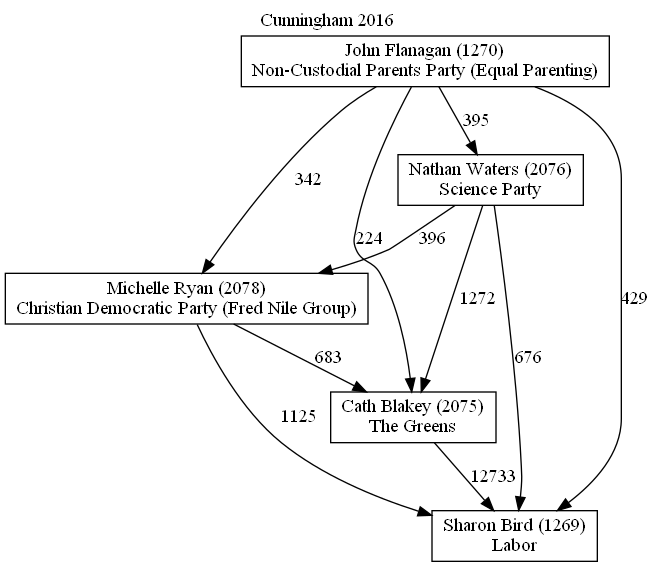 Cunningham 2016
John Flanagan (1270)
Non-Custodial Parents Party (Equal Parenting)
395
Nathan Waters (2076)
Science Party
342
224
396
Michelle Ryan (2078)
Christian Democratic Party (Fred Nile Group)
1272
429
676
683
Cath Blakey (2075)
The Greens
1125
12733
Sharon Bird (1269)
Labor